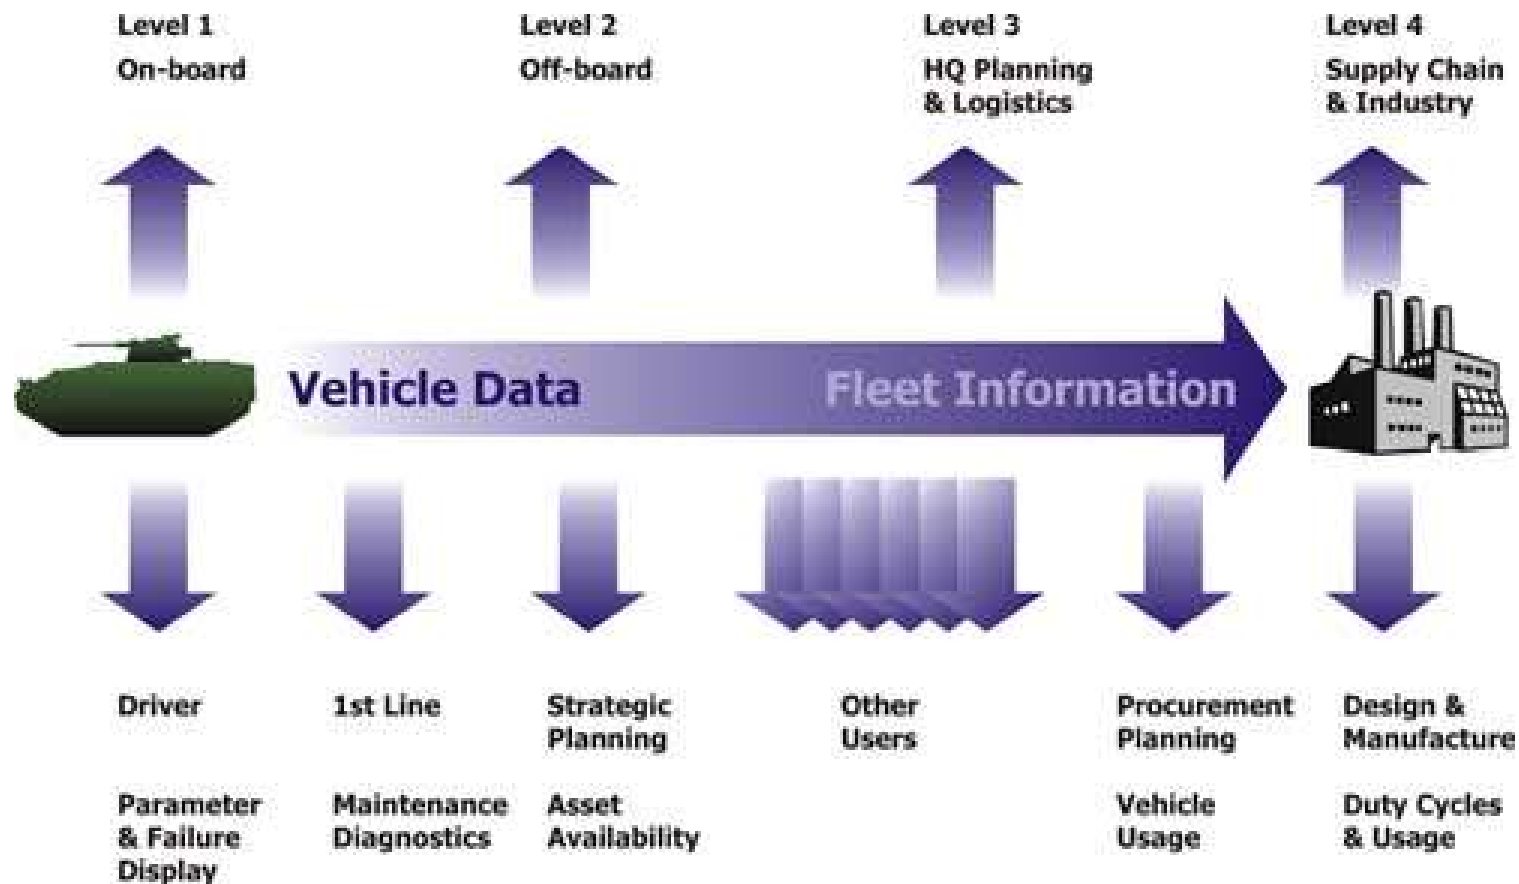 Level 1
On-board
Level 2
Off-board
Level 3
HQ Planning
& Logistics
Level 4
Supply Chain
& Industry
Vehicle Data
Fleet Information
Driver
Parameter
& Failure
Display
1st Line
Maintenance
Diagnostics
Strategic
Planning
Asset
Availability
Other
Users
Procurement
Planning
Vehicle
Usage
Design &
Manufacture
Duty Cycles
& Usage